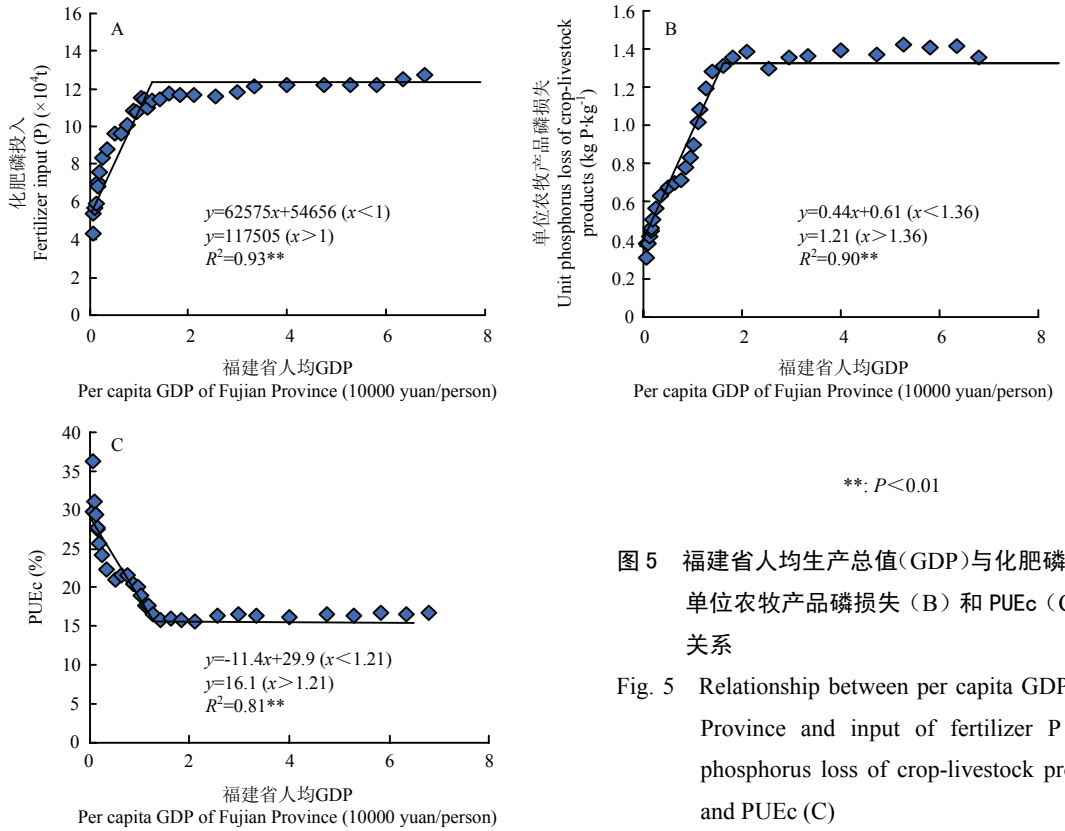 A
16
14
12
10
8
6
4
2
0
化肥磷投入
Fertilizer input (P) (×10⁴t)
y=62575x+54656 (x<1)
y=117505 (x>1)
R²=0.93**
0 2 4 6 8
福建省人均GDP
Per capita GDP of Fujian Province (10000 yuan/person)
B
1.6
1.4
1.2
1.0
0.8
0.6
0.4
0.2
0
单位农牧产品磷损失
Unit phosphorus loss of crop-livestock
products (kg P·kg⁻¹)
y=0.44x+0.61 (x<1.36)
y=1.21 (x>1.36)
R²=0.90**
0 2 4 6 8
福建省人均GDP
Per capita GDP of Fujian Province (10000 yuan/person)
C
40
35
30
25
20
15
10
5
0
PUEc (%)
y=-11.4x+29.9 (x<1.21)
y=16.1 (x>1.21)
R²=0.81**
0 2 4 6 8
福建省人均GDP
Per capita GDP of Fujian Province (10000 yuan/person)
**: P<0.01
图 5 福建省人均生产总值(GDP)与化肥磷
单位农牧产品磷损失（B）和 PUEc（
关系
Fig. 5 Relationship between per capita GDP
Province and input of fertilizer P
phosphorus loss of crop-livestock pro
and PUEc (C)